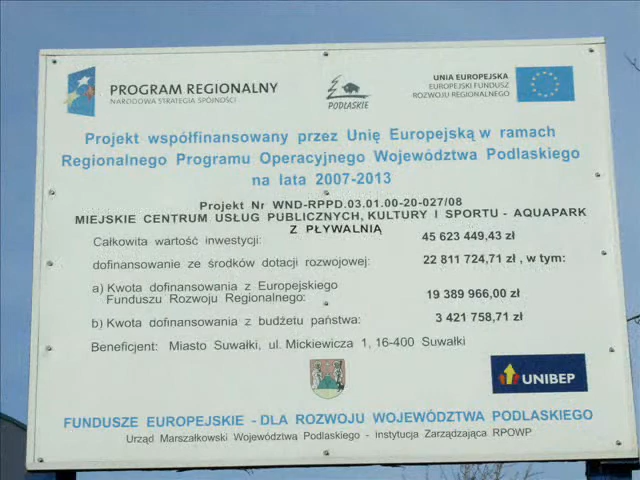 PROGRAM REGIONALNY
NARODOWA STRATEGIA SPÓJNOŚCI
PODLASKIE
UNIA EUROPEJSKA
EUROPEJSKI FUNDUSZ
ROZWOJU REGIONALNEGO
Projekt współfinansowany przez Unię Europejską w ramach
Regionalnego Programu Operacyjnego Województwa Podlaskiego
na lata 2007-2013
Projekt Nr WND-RPPD.03.01.00-20-027/08
MIEJSKIE CENTRUM USŁUG PUBLICZNYCH, KULTURY I SPORTU - AQUAPARK
Z PŁYWALNIĄ
Całkowita wartość inwestycji: 45 623 449,43 zł
dofinansowanie ze środków dotacji rozwojowej: 22 811 724,71 zł , w tym:
a) Kwota dofinansowania z Europejskiego
Funduszu Rozwoju Regionalnego: 19 389 966,00 zł
b) Kwota dofinansowania z budżetu państwa: 3 421 758,71 zł
Beneficjent: Miasto Suwałki, ul. Mickiewicza 1, 16-400 Suwałki
UNIBEP
FUNDUSZE EUROPEJSKIE - DLA ROZWOJU WOJEWÓDZTWA PODLASKIEGO
Urząd Marszałkowski Województwa Podlaskiego - Instytucja Zarządzająca RPOWP